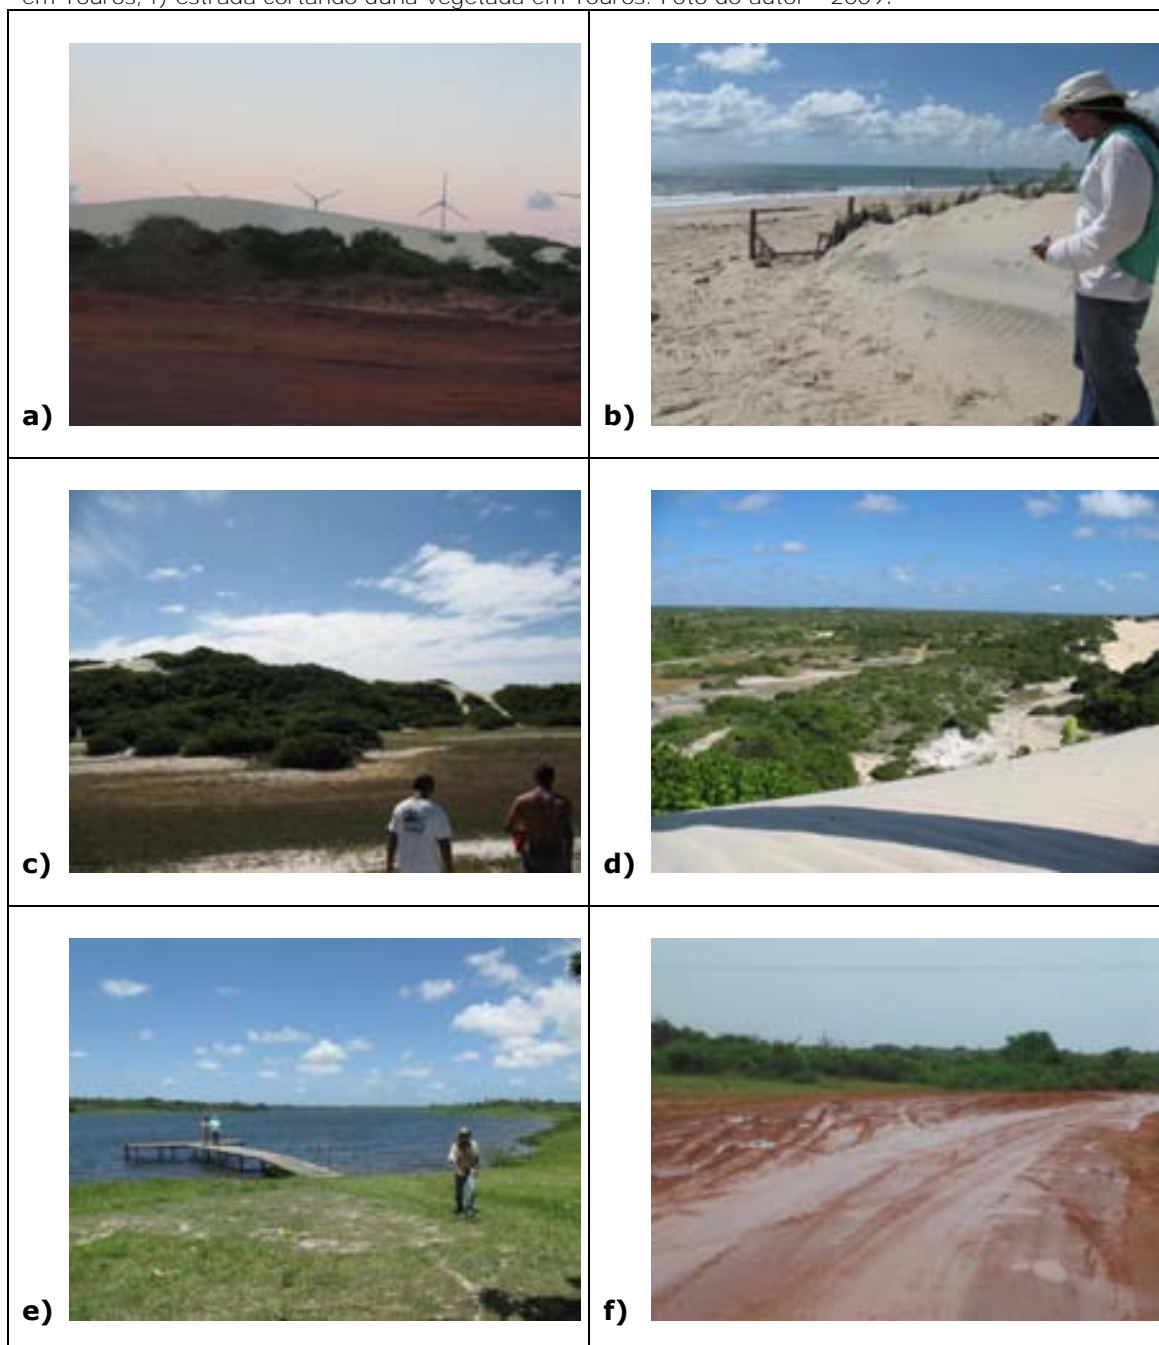 em Touros; f) estrada cortando duna vegetada em Touros. Foto do autor – 2009.
a)
b)
c)
d)
e)
f)